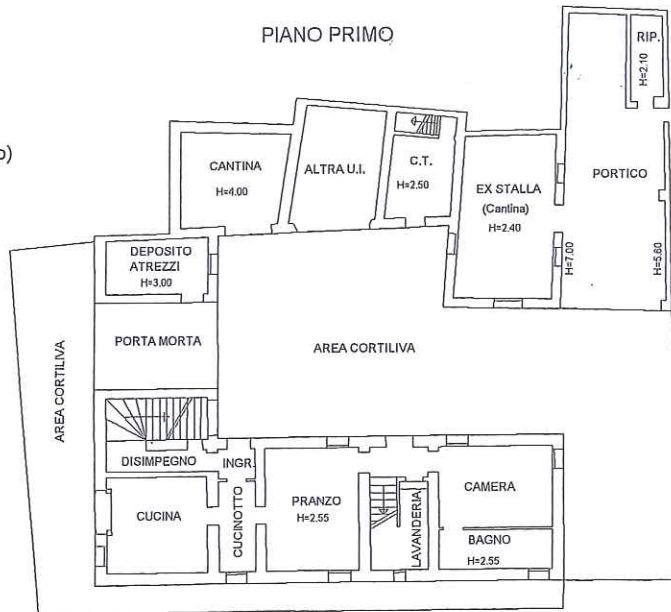 PIANO PRIMO
o)
RIP.
H=2.10
CANTINA
H=4.00
ALTRA U.I.
C.T.
H=2.50
EX STALLA
(Cantina)
H=2.40
PORTICO
H=7.00
H=5.60
DEPOSITO
ATREZZI
H=3.00
PORTA MORTA
AREA CORTILIVA
AREA CORTILIVA
DISIMPEGNO
INGR.
CUCINA
CUCINOTTO
PRANZO
H=2.55
LAVANDERIA
CAMERA
BAGNO
H=2.55